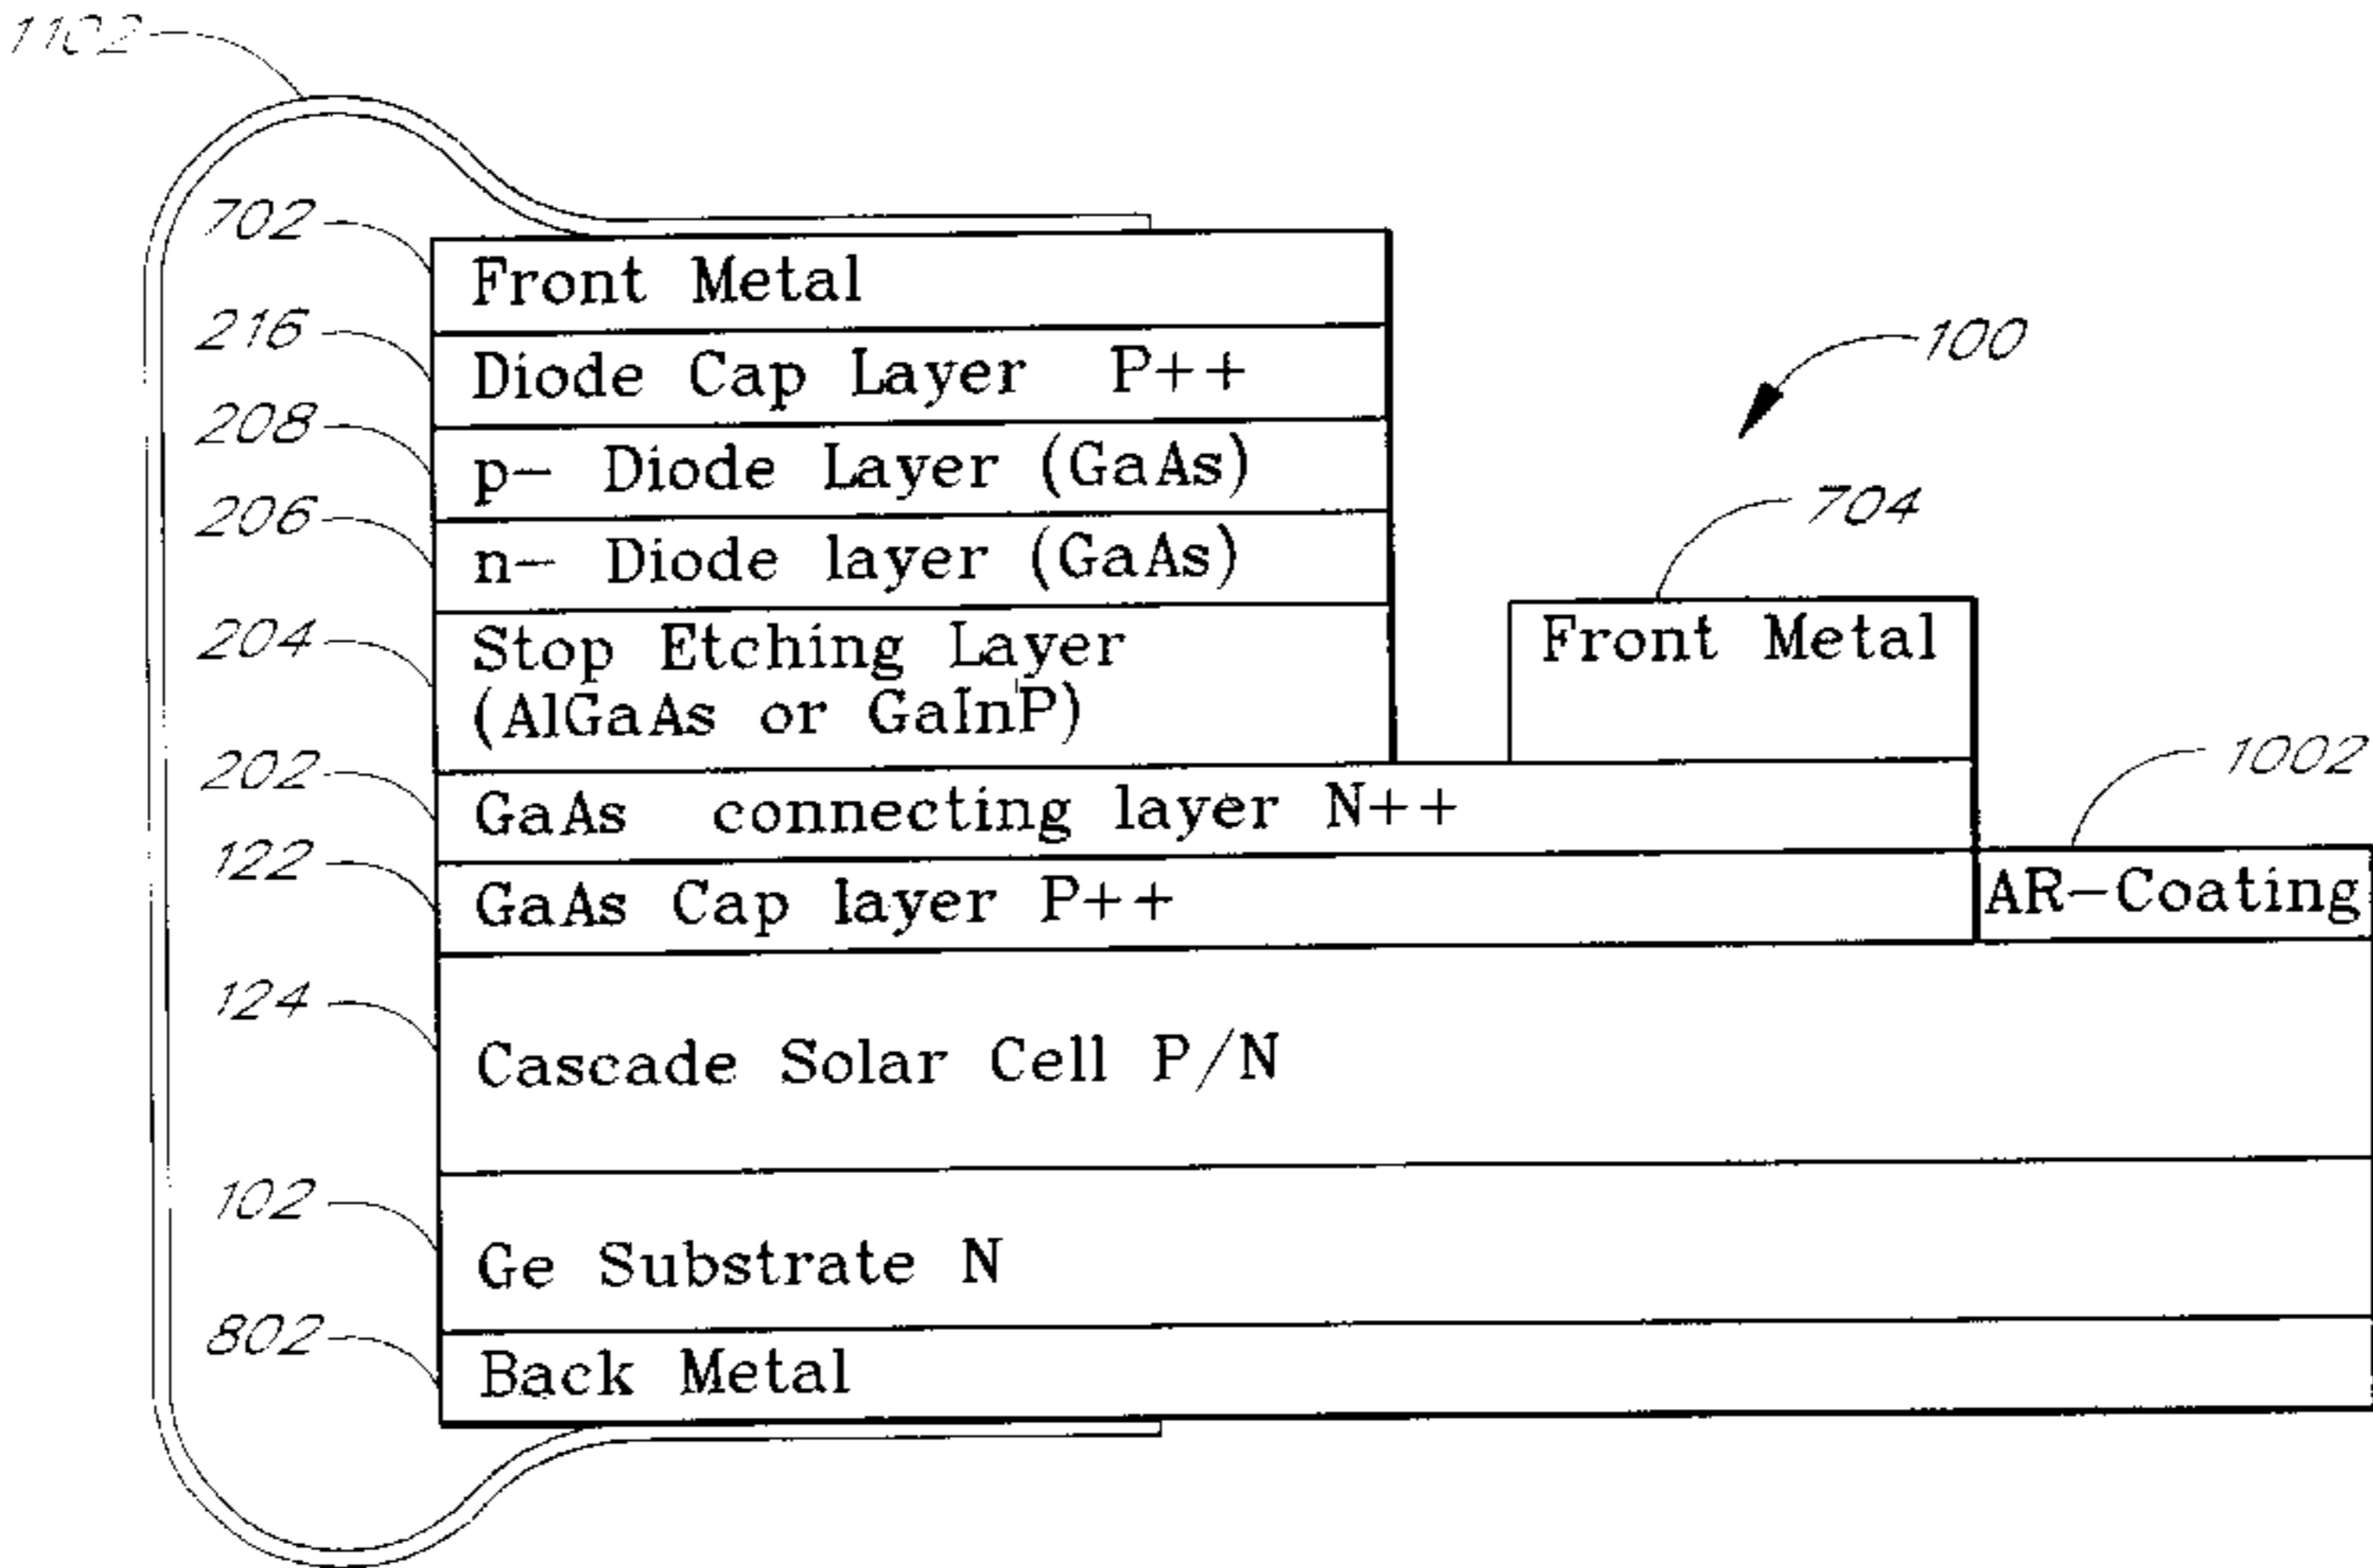 1102
702
Front Metal
216
Diode Cap Layer P++
100
208
p- Diode Layer (GaAs)
206
n- Diode layer (GaAs)
704
204
Stop Etching Layer
(AlGaAs or GaInP)
Front Metal
202
GaAs connecting layer N++
1002
122
GaAs Cap layer P++
AR-Coating
124
Cascade Solar Cell P/N
102
Ge Substrate N
802
Back Metal